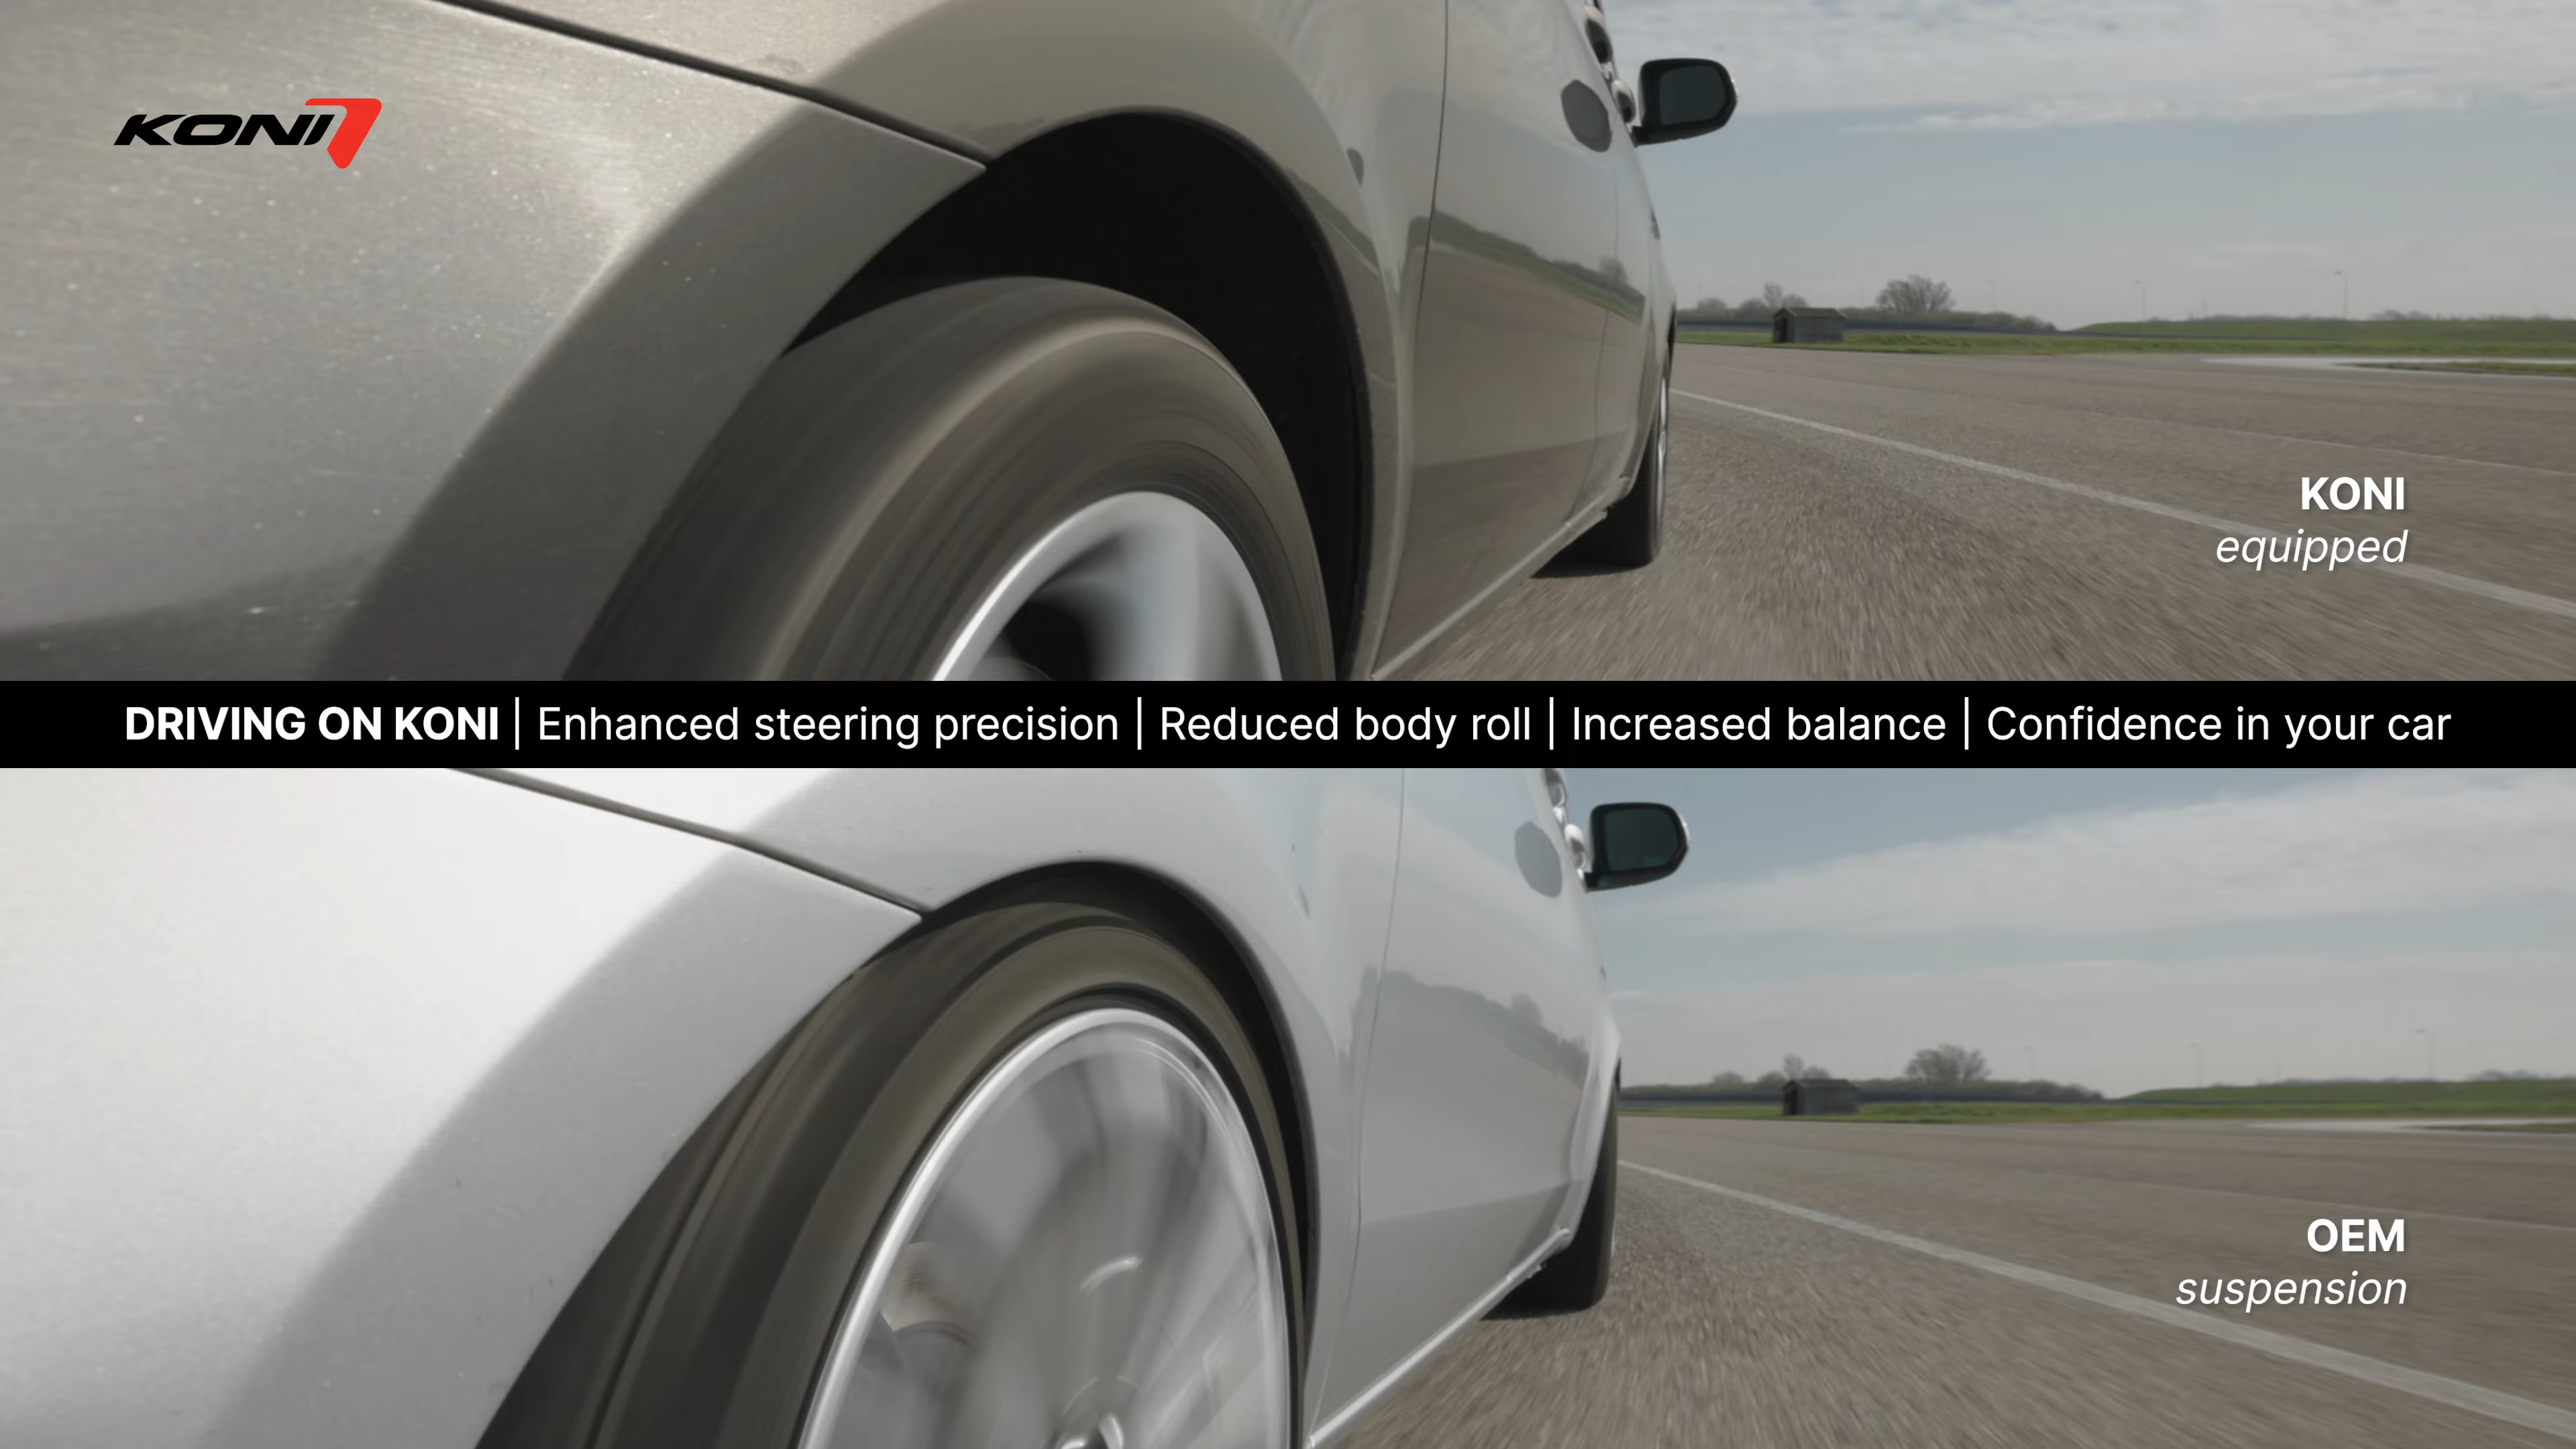 KONI
KONI
equipped
DRIVING ON KONI | Enhanced steering precision | Reduced body roll | Increased balance | Confidence in your car
OEM
suspension